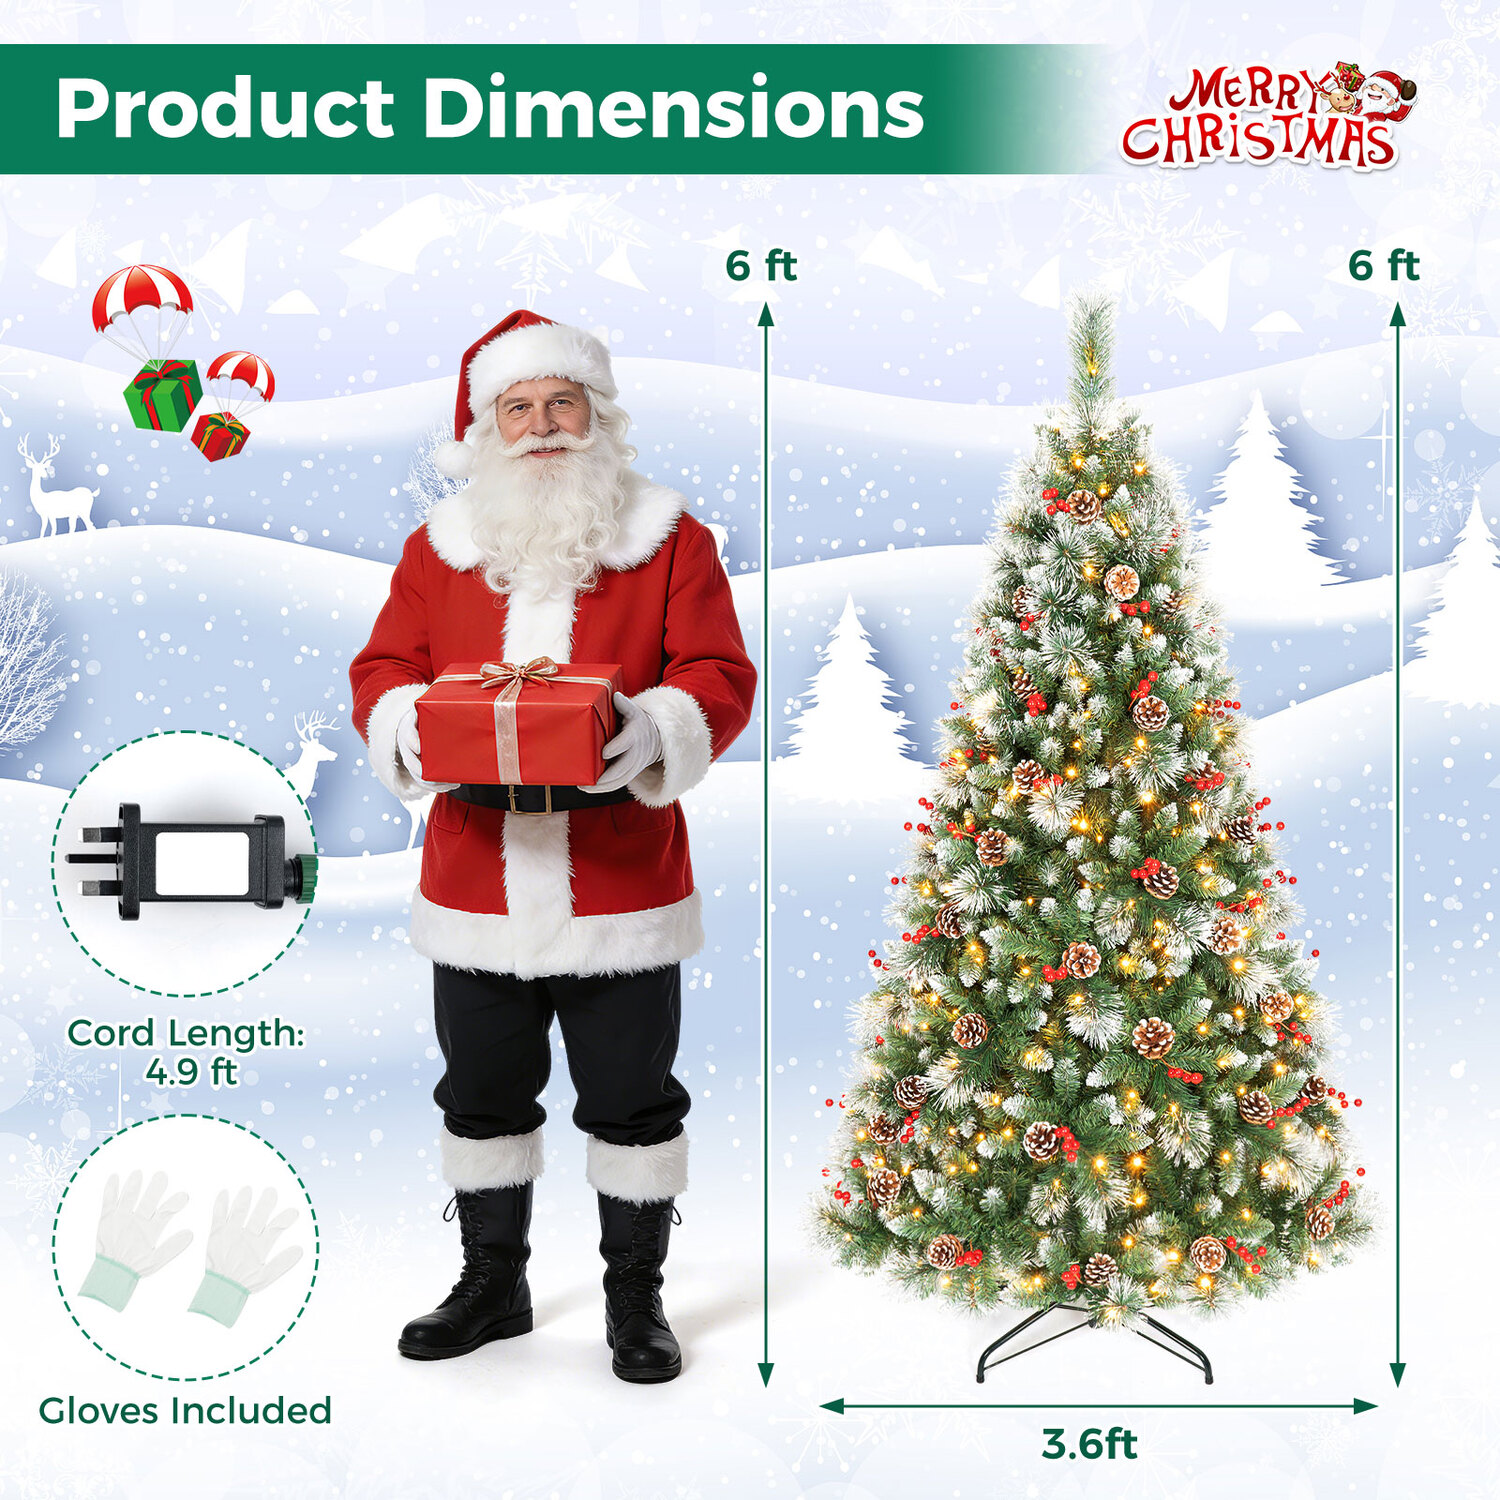 Product Dimensions
MERRY
CHRISTMAS
6 ft
6 ft
Cord Length:
4.9 ft
Gloves Included
3.6ft